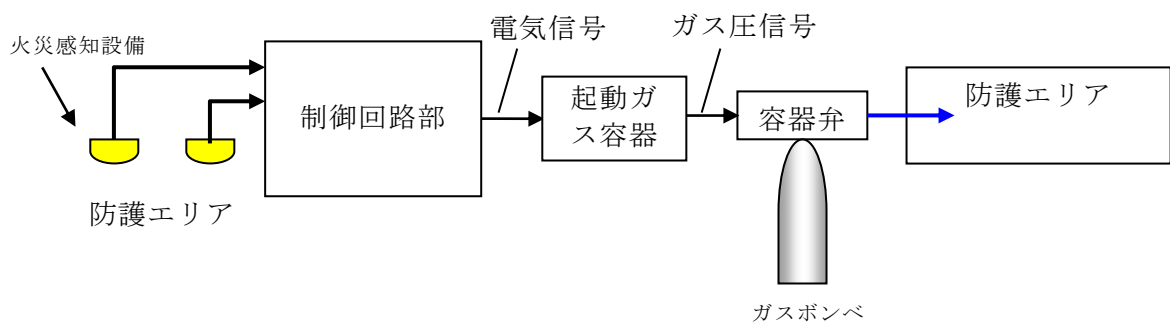 火災感知設備
電気信号
ガス圧信号
制御回路部
起動ガ
ス容器
容器弁
防護エリア
防護エリア
ガスボンベ